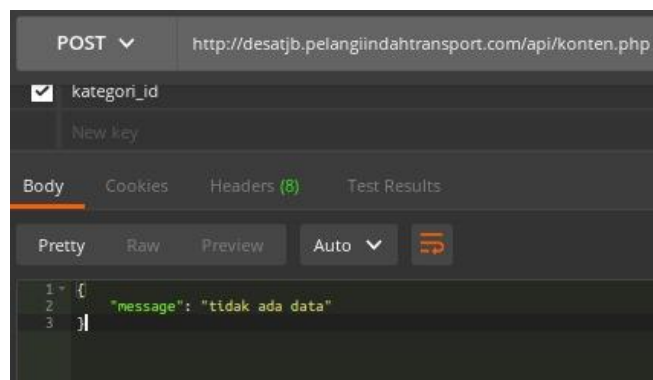 POST http://desatjb.pelangiindahtransport.com/api/konten.php
kategori_id
New key
Body Cookies Headers (8) Test Results
Pretty Raw Preview Auto
1 {
2 "message": "tidak ada data"
3 }